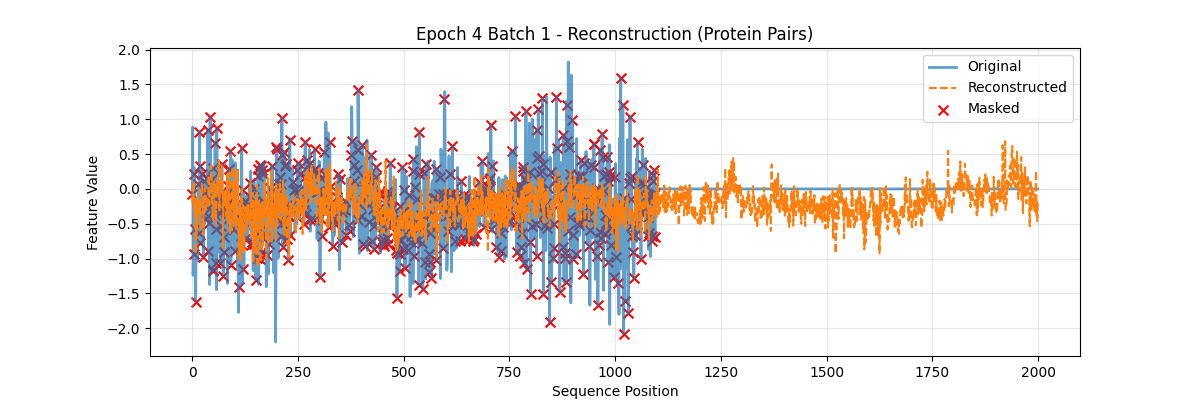 Epoch 4 Batch 1 - Reconstruction (Protein Pairs)
2.0
1.5
1.0
0.5
0.0
−0.5
−1.0
−1.5
−2.0
Feature Value
Original
Reconstructed
Masked
0 250 500 750 1000 1250 1500 1750 2000
Sequence Position